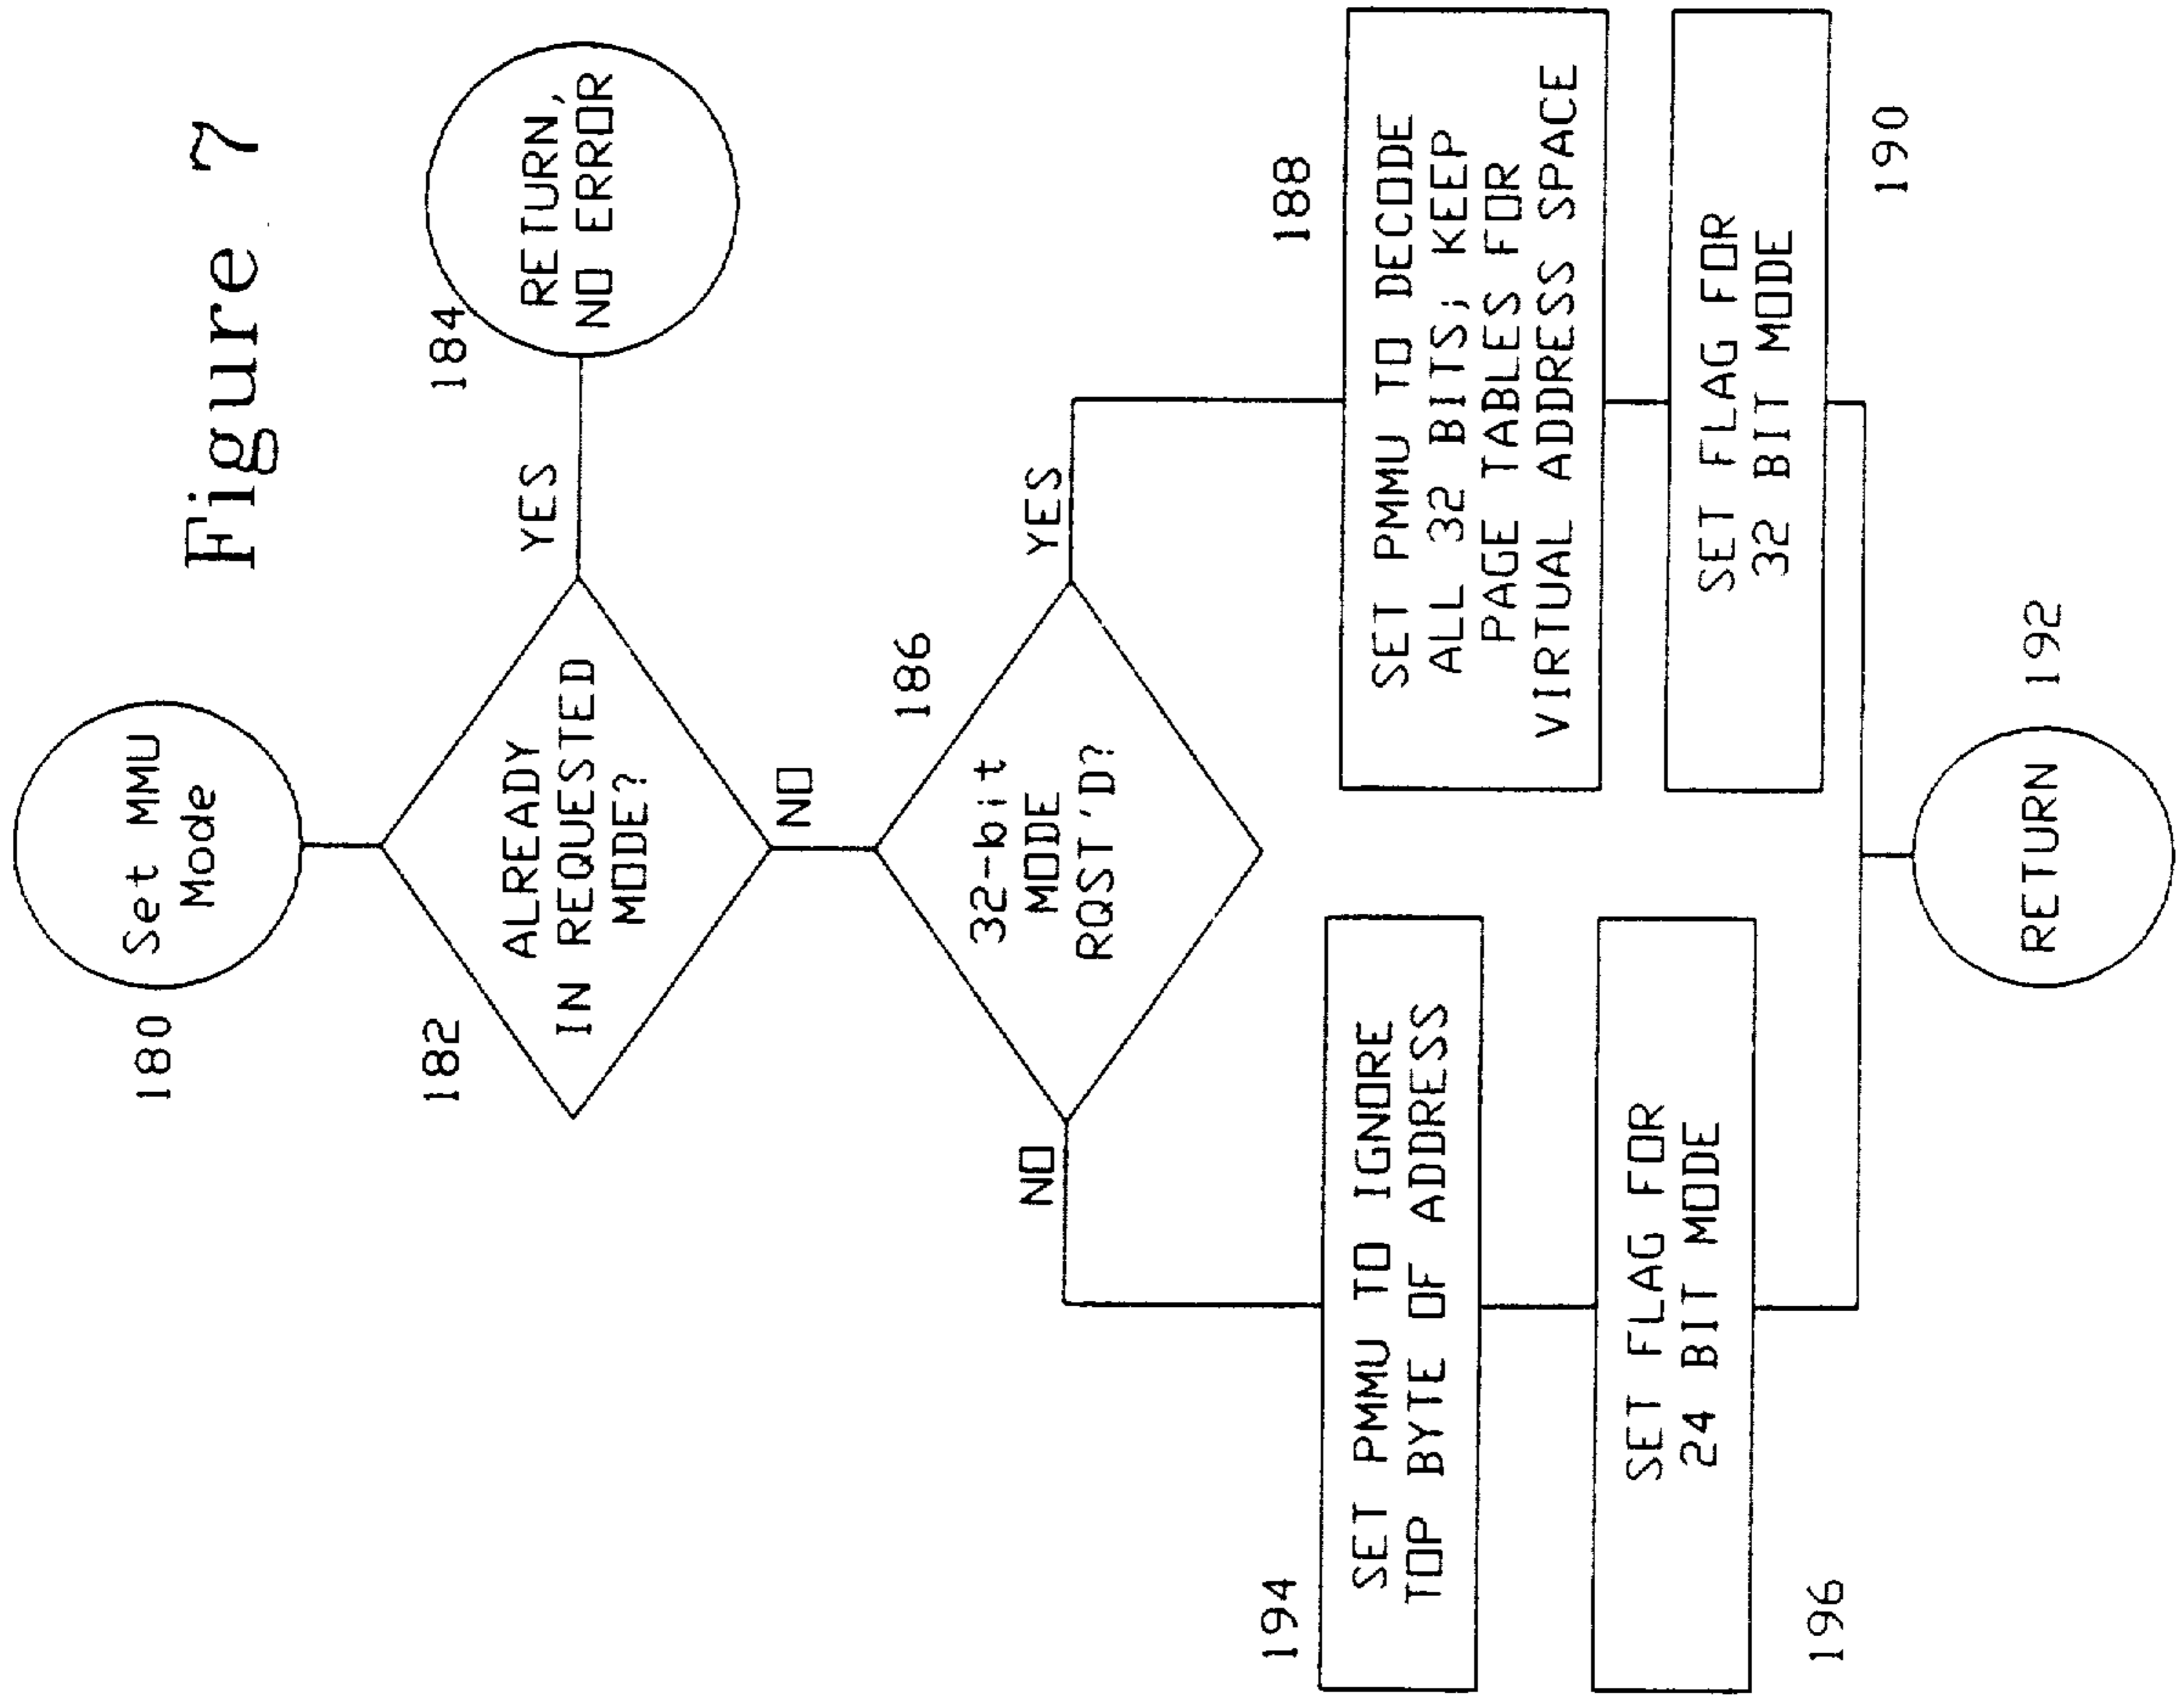 Figure 7
180
Set MMU
Mode
182
ALREADY
IN REQUESTED
MODE?
YES
184
RETURN,
NO ERROR
NO
186
32-bit
MODE
RQST'D?
NO
YES
194
SET PMMU TO IGNORE
TOP BYTE OF ADDRESS
188
SET PMMU TO DECODE
ALL 32 BITS; KEEP
PAGE TABLES FOR
VIRTUAL ADDRESS SPACE
SET FLAG FOR
24 BIT MODE
196
SET FLAG FOR
32 BIT MODE
190
RETURN
192